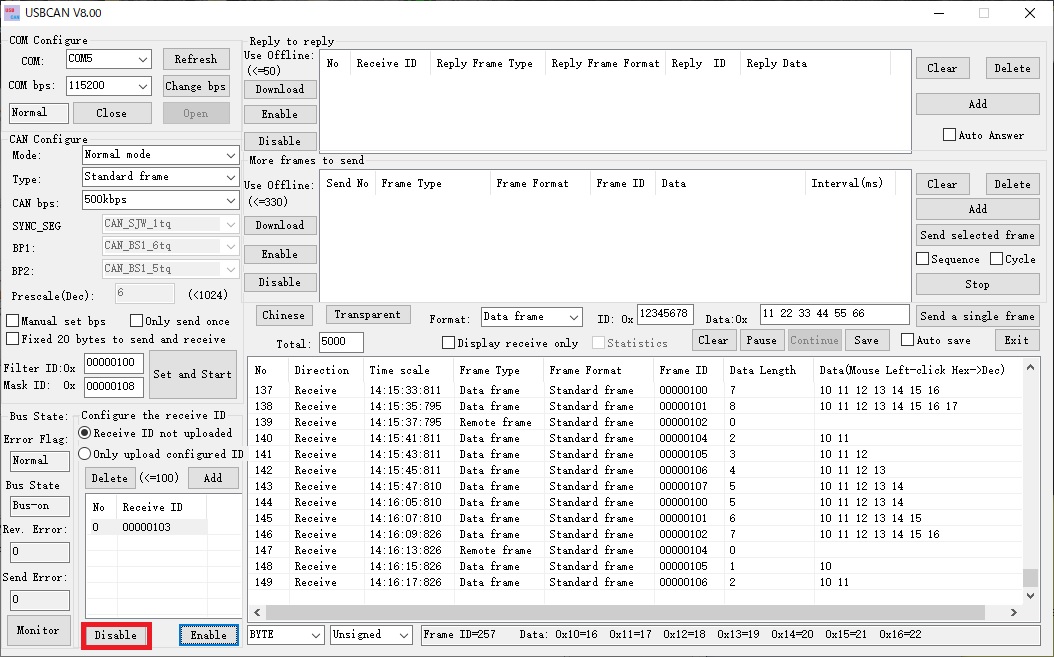 USBCAN V8.00
COM Configure
COM: COM5 Refresh
COM bps: 115200 Change bps
Normal Close Open
CAN Configure
Mode: Normal mode
Type: Standard frame
CAN bps: 500kbps
SYNC_SEG CAN_SJW_1tq
BP1: CAN_BS1_6tq
BP2: CAN_BS1_5tq
Prescale(Dec): 6 (<1024)
Manual set bps Only send once
Fixed 20 bytes to send and receive
Filter ID:0x 00000100
Mask ID: 0x 00000108
Set and Start
Bus State:
Error Flag:
Normal
Bus State
Bus-on
Rev. Error:
0
Send Error:
0
Monitor
Configure the receive ID
Receive ID not uploaded
Only upload configured ID
Delete (<=100) Add
No Receive ID
0 00000103
Disable Enable
Reply to reply
Use Offline:
(<=50)
Download
Enable
Disable
No Receive ID Reply Frame Type Reply Frame Format Reply ID Reply Data
Clear Delete
Add
Auto Answer
More frames to send
Use Offline:
(<=330)
Download
Enable
Disable
Send No Frame Type Frame Format Frame ID Data Interval(ms)
Clear Delete
Add
Send selected frame
Sequence Cycle
Stop
Chinese Transparent Format: Data frame ID: 0x 12345678 Data:0x 11 22 33 44 55 66 Send a single frame
Total: 5000 Display receive only Statistics Clear Pause Continue Save Auto save Exit
No Direction Time scale Frame Type Frame Format Frame ID Data Length Data(Mouse Left-click Hex->Dec)
137 Receive 14:15:33:811 Data frame Standard frame 00000100 7 10 11 12 13 14 15 16
138 Receive 14:15:35:795 Data frame Standard frame 00000101 8 10 11 12 13 14 15 16 17
139 Receive 14:15:37:795 Remote frame Standard frame 00000102 0
140 Receive 14:15:41:811 Data frame Standard frame 00000104 2 10 11
141 Receive 14:15:43:811 Data frame Standard frame 00000105 3 10 11 12
142 Receive 14:15:45:811 Data frame Standard frame 00000106 4 10 11 12 13
143 Receive 14:15:47:810 Data frame Standard frame 00000107 5 10 11 12 13 14
144 Receive 14:16:05:810 Data frame Standard frame 00000100 5 10 11 12 13 14
145 Receive 14:16:07:810 Data frame Standard frame 00000101 6 10 11 12 13 14 15
146 Receive 14:16:09:826 Data frame Standard frame 00000102 7 10 11 12 13 14 15 16
147 Receive 14:16:13:826 Remote frame Standard frame 00000104 0
148 Receive 14:16:15:826 Data frame Standard frame 00000105 1 10
149 Receive 14:16:17:826 Data frame Standard frame 00000106 2 10 11
BYTE Unsigned Frame ID=257 Data: 0x10=16 0x11=17 0x12=18 0x13=19 0x14=20 0x15=21 0x16=22